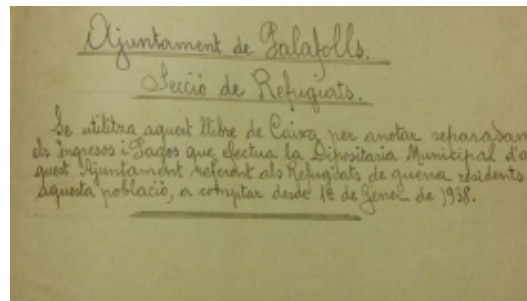 Ajuntament de Palafolls.
Secció de Refugiats.
Se utilitza aquest llibre de Caixa per anotar separadam
els Ingresos i Pagos que efectua la Dipositaria Municipal d'a
quest Ajuntament referent als Refugiats de guerra residents
aquesta població, a comptar desde 1er de Gener de 1938.